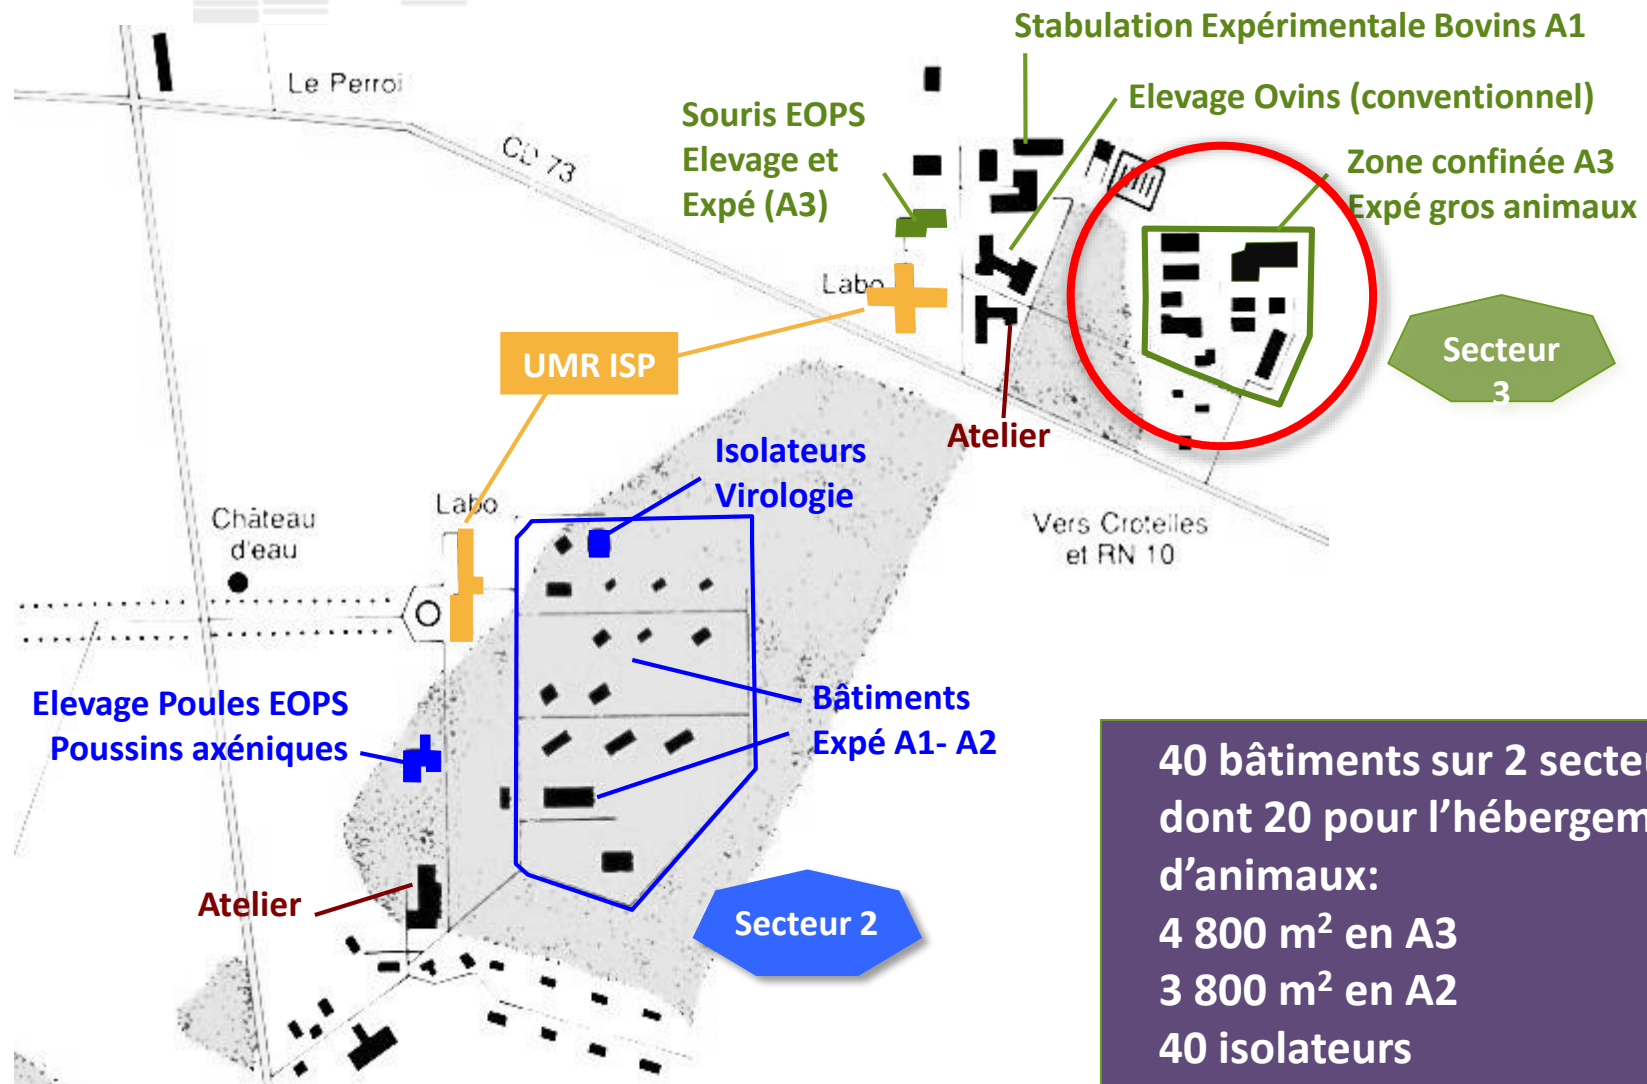 Stabulation Expérimentale Bovins A1
Le Perroi
Elevage Ovins (conventionnel)
Souris EOPS
Elevage et
Expé (A3)
CD 73
Zone confinée A3
Expé gros animaux
Labo
UMR ISP
Secteur
3
Atelier
Isolateurs
Virologie
Labo
Château
d'eau
Vers Croteilles
et RN 10
Elevage Poules EOPS
Poussins axéniques
Bâtiments
Expé A1- A2
Atelier
Secteur 2
40 bâtiments sur 2 secteu
dont 20 pour l’hébergem
d’animaux:
4 800 m² en A3
3 800 m² en A2
40 isolateurs